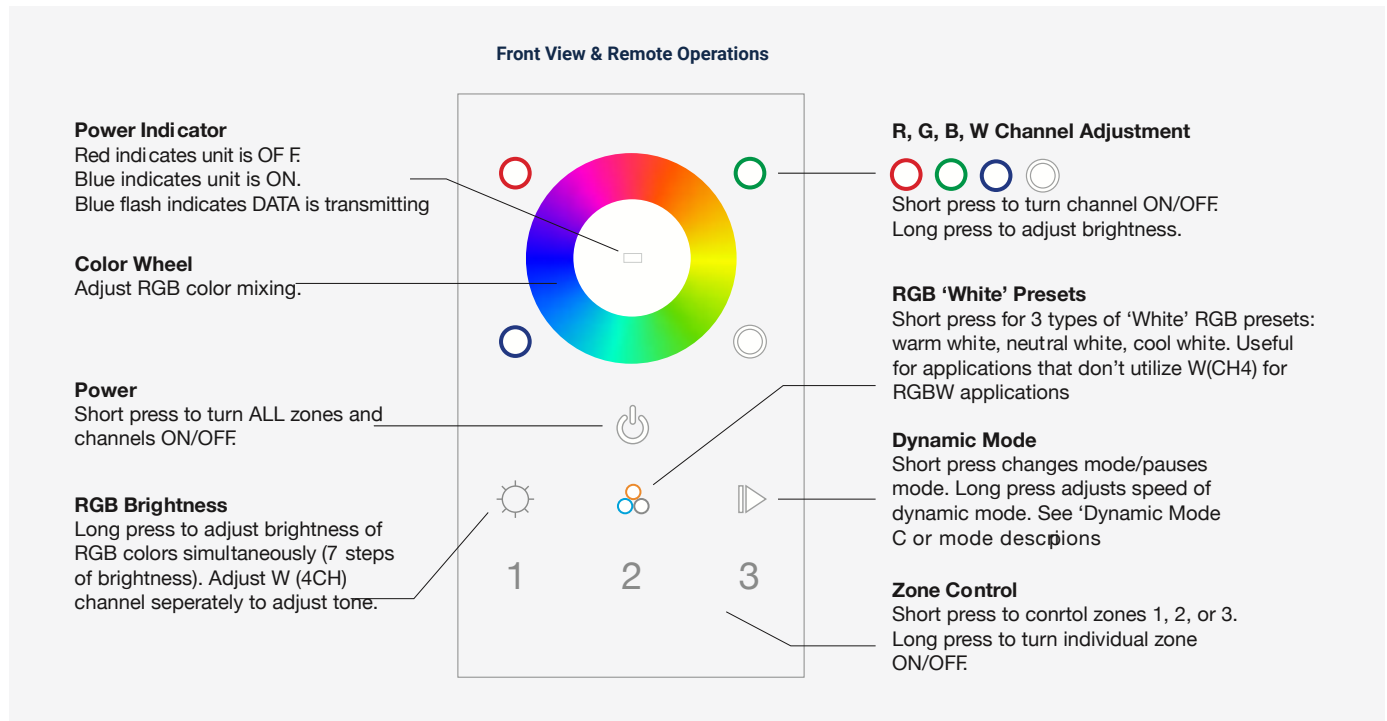 Front View & Remote Operations
Power Indicator
Red indicates unit is OFF.
Blue indicates unit is ON.
Blue flash indicates DATA is transmitting
Color Wheel
Adjust RGB color mixing.
Power
Short press to turn ALL zones and
channels ON/OFF.
RGB Brightness
Long press to adjust brightness of
RGB colors simultaneously (7 steps
of brightness). Adjust W (4CH)
channel seperately to adjust tone.
1 2 3
R, G, B, W Channel Adjustment
Short press to turn channel ON/OFF.
Long press to adjust brightness.
RGB ‘White’ Presets
Short press for 3 types of ‘White’ RGB presets:
warm white, neutral white, cool white. Useful
for applications that don’t utilize W(CH4) for
RGBW applications
Dynamic Mode
Short press changes mode/pauses
mode. Long press adjusts speed of
dynamic mode. See ‘Dynamic Mode
C or mode
Zone Control
Short press to conrtol zones 1, 2, or 3.
Long press to turn individual zone
ON/OFF.